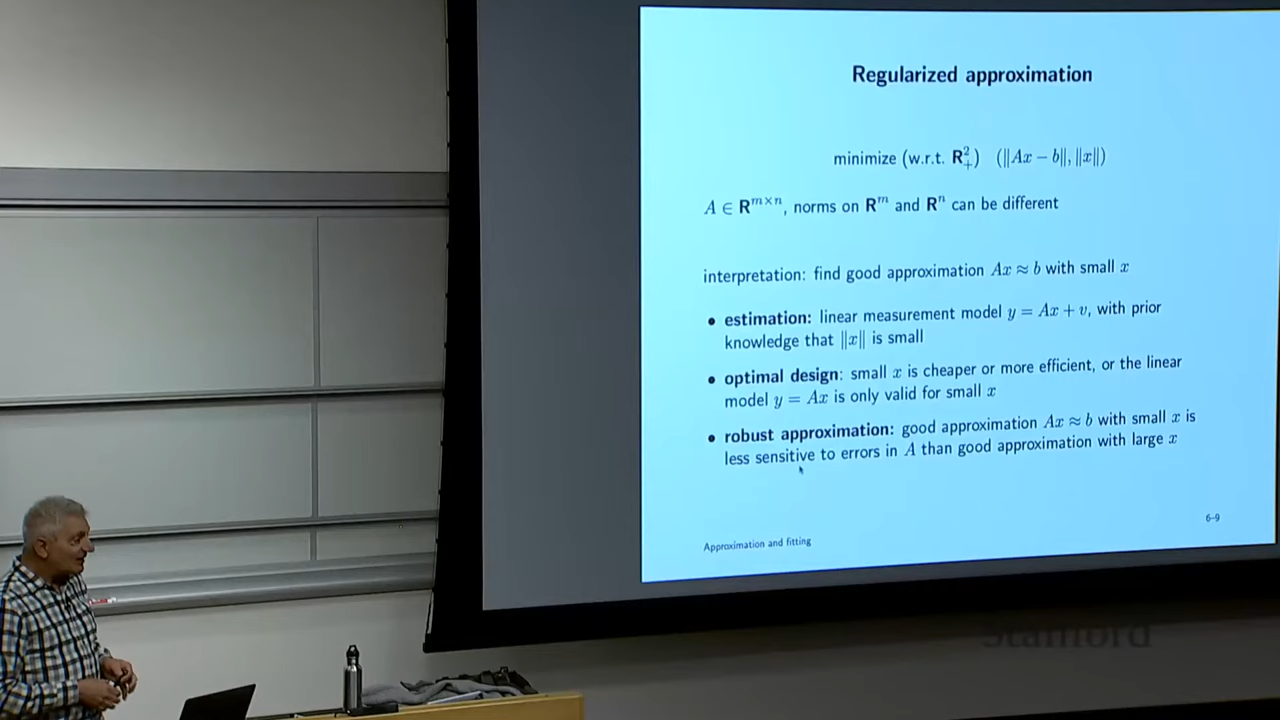 Regularized approximation
minimize (w.r.t. R²₊) (‖Ax − b‖, ‖x‖)
A ∈ R^{m×n}, norms on R^m and R^n can be different
interpretation: find good approximation Ax ≈ b with small x
• estimation: linear measurement model y = Ax + v, with prior
knowledge that ‖x‖ is small
• optimal design: small x is cheaper or more efficient, or the linear
model y = Ax is only valid for small x
• robust approximation: good approximation Ax ≈ b with small x is
less sensitive to errors in A than good approximation with large x
6–9
Approximation and fitting
Stanford